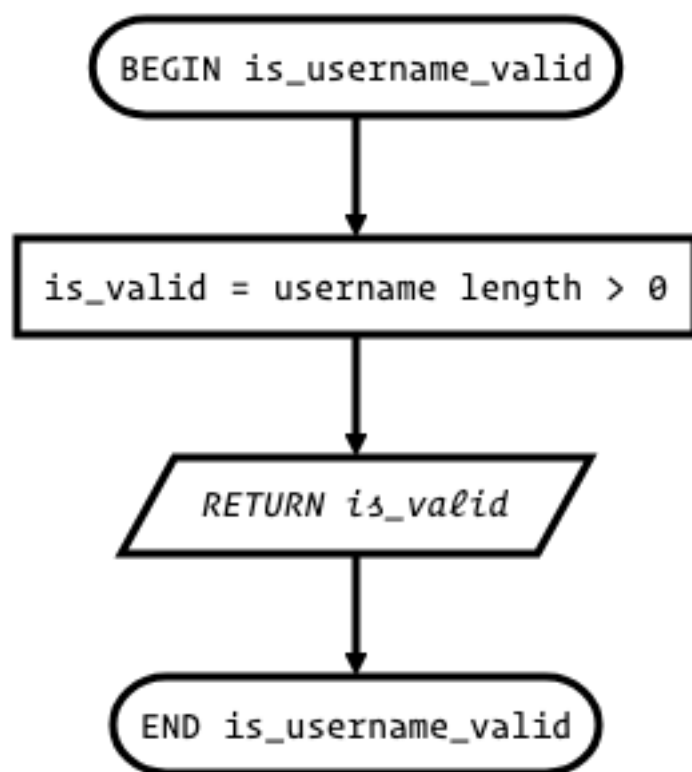 BEGIN is_username_valid
is_valid = username length > 0
RETURN is_valid
END is_username_valid